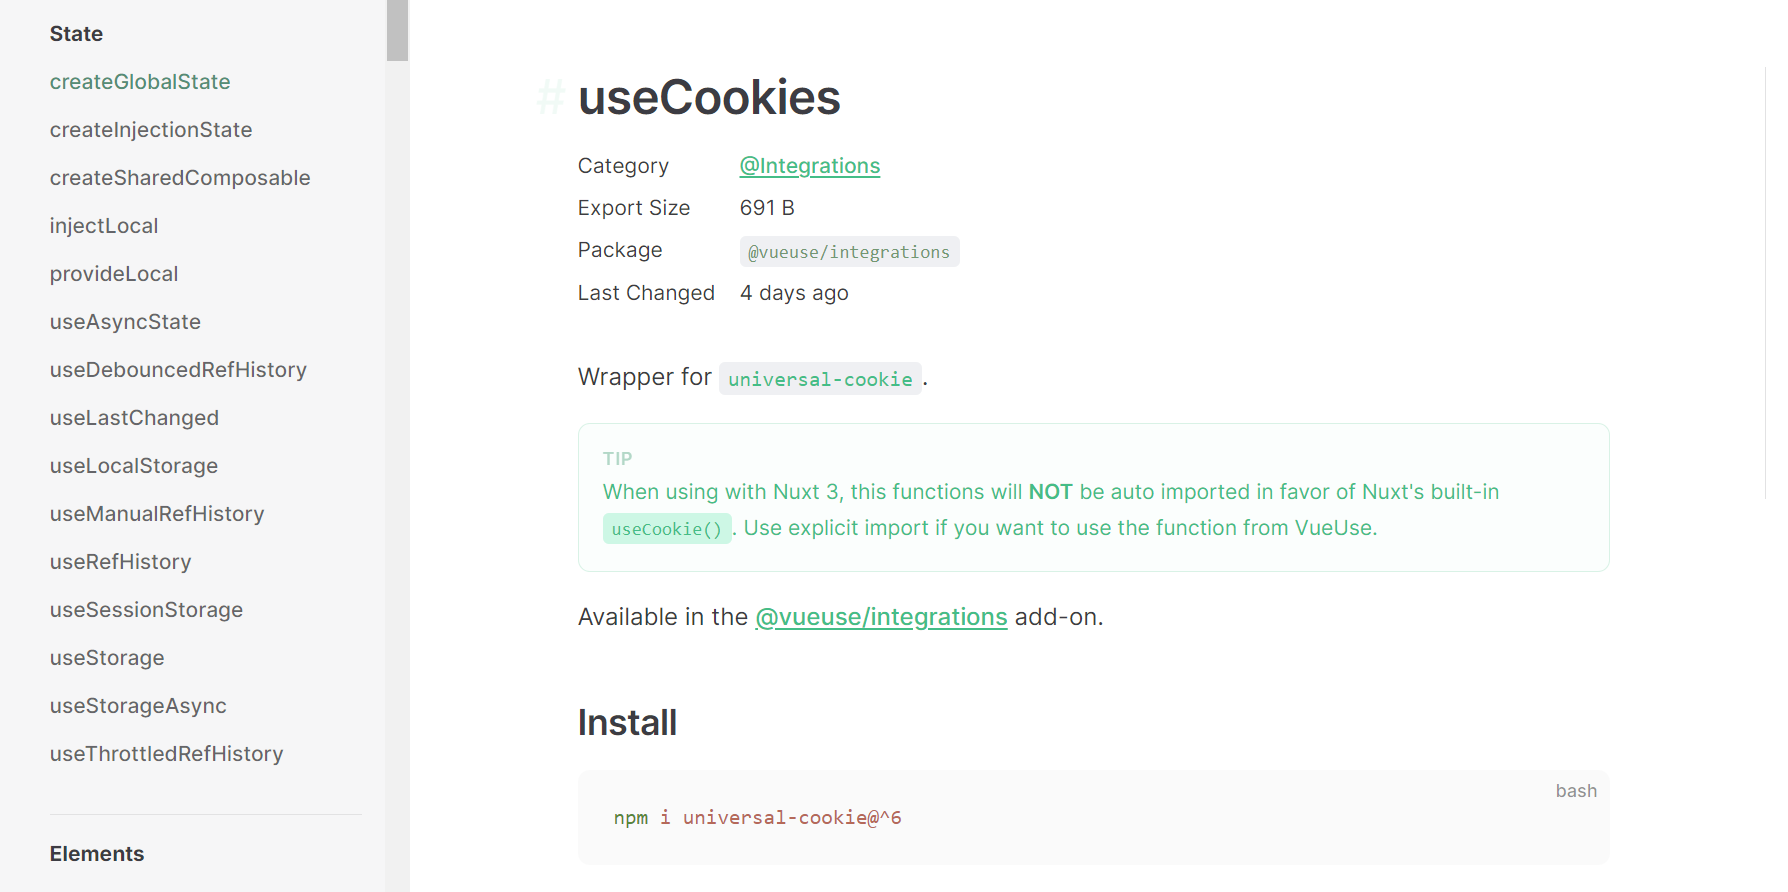 State
createGlobalState
createInjectionState
createSharedComposable
injectLocal
provideLocal
useAsyncState
useDebouncedRefHistory
useLastChanged
useLocalStorage
useManualRefHistory
useRefHistory
useSessionStorage
useStorage
useStorageAsync
useThrottledRefHistory
Elements
# useCookies
Category @Integrations
Export Size 691 B
Package @vueuse/integrations
Last Changed 4 days ago
Wrapper for universal-cookie.
TIP
When using with Nuxt 3, this functions will NOT be auto imported in favor of Nuxt's built-in
useCookie(). Use explicit import if you want to use the function from VueUse.
Available in the @vueuse/integrations add-on.
Install
bash
npm i universal-cookie@^6